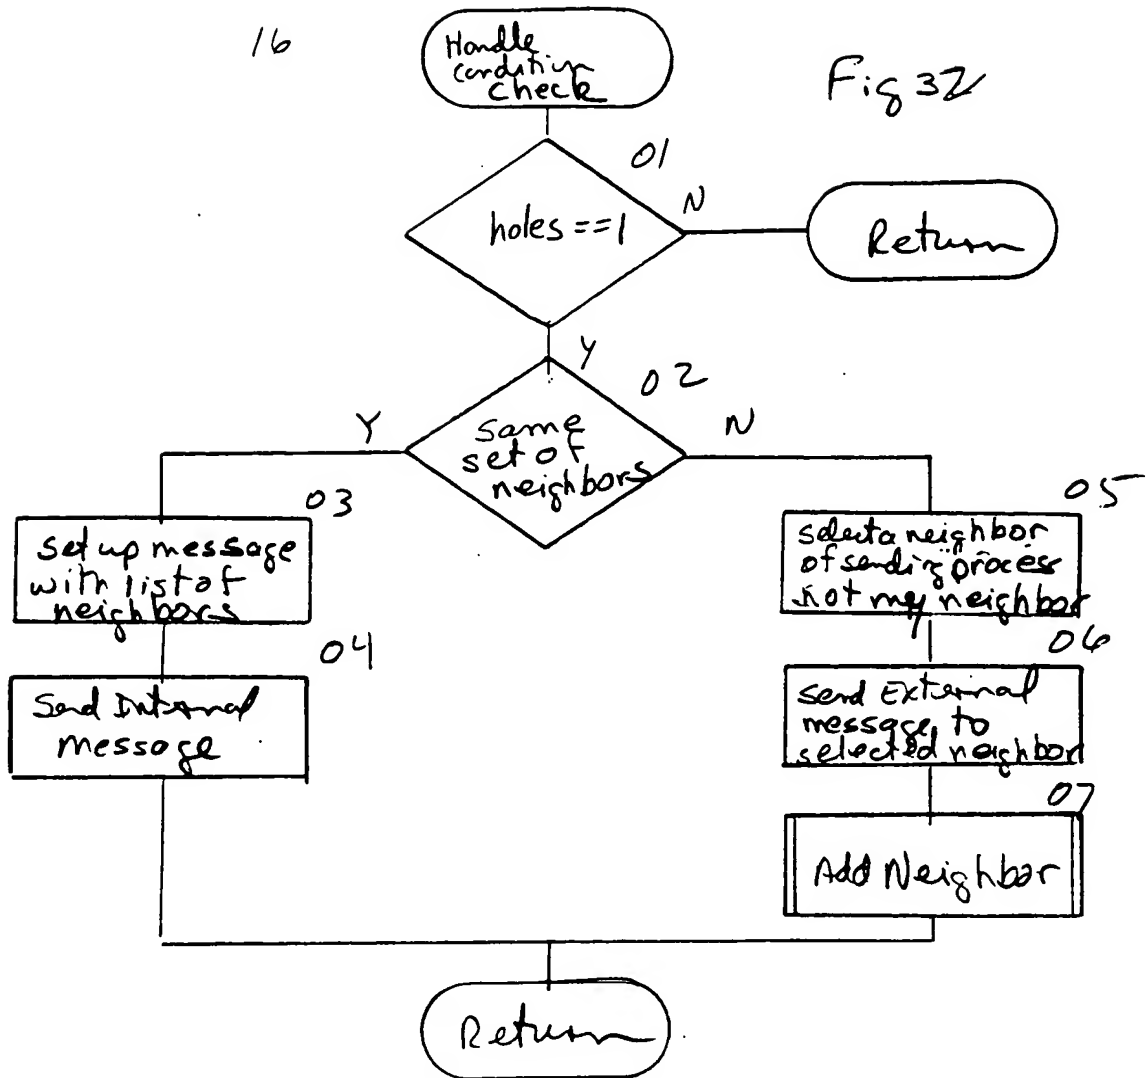 16
Handle
condition
check
Fig 32
01
holes==1
N
Return
Y
02
Same
set of
neighbors
Y
N
03
set up message
with list of
neighbors
05
select a neighbor
of sending process
not my neighbor
04
Send Internal
message
06
send External
message to
selected neighbor
07
Add Neighbor
Return